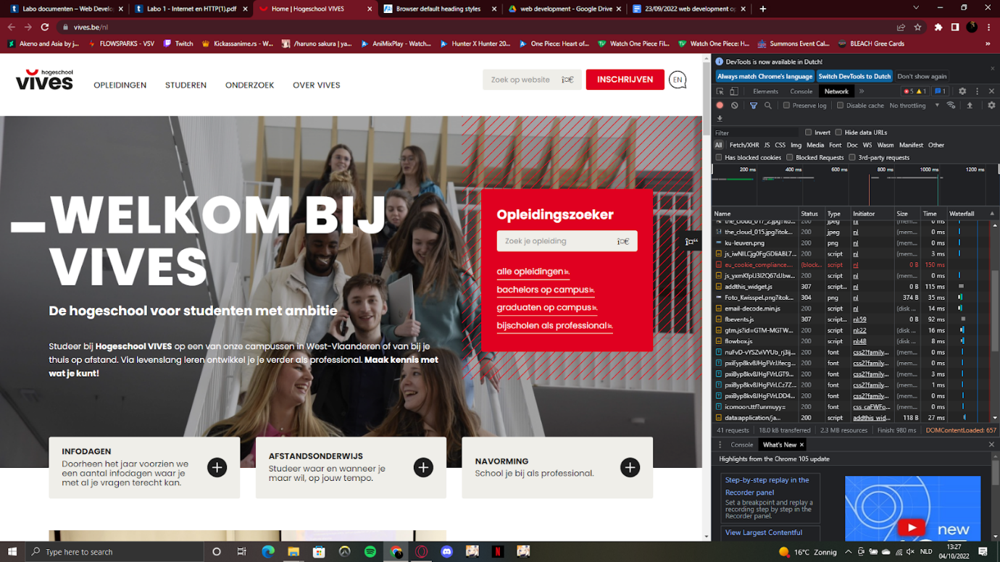 Labo documenten – Web Develo
Labo 1 - Internet en HTTP(1).pdf
Home | Hogeschool VIVES
Browser default heading styles
web development - Google Drive
23/09/2022 web development op
vives.be/nl
Akeno and Asia by j...
FLOWSPARKS - VSV
Twitch
Kickassanime.rs - W...
/haruno sakura | ya...
AniMixPlay - Watch...
Hunter X Hunter 20...
One Piece: Heart of...
Watch One Piece Fil...
Watch One Piece: H...
Summons Event Cal...
BLEACH Gree Cards
»
hogeschool
vives
OPLEIDINGEN
STUDEREN
ONDERZOEK
OVER VIVES
Zoek op website
INSCHRIJVEN
EN
_WELKOM BIJ
VIVES
De hogeschool voor studenten met ambitie
Studeer bij Hogeschool VIVES op een van onze campussen in West-Vlaanderen of van bij je
thuis op afstand. Via levenslang leren ontwikkel je je verder als professional. Maak kennis met
wat je kunt!
Opleidingszoeker
Zoek je opleiding
alle opleidingen
bachelors op campus
graduaten op campus
bijscholen als professional
INFODAGEN
Doorheen het jaar voorzien we
een aantal infodagen waar je
met al je vragen terecht kan.
AFSTANDSONDERWIJS
Studeer waar en wanneer je
maar wil, op jouw tempo.
NAVORMING
School je bij als professional.
DevTools is now available in Dutch!
Always match Chrome's language
Switch DevTools to Dutch
Don't show again
Elements
Console
Network
»
5
1
1
Preserve log
Disable cache
No throttling
Filter
Invert
Hide data URLs
All
Fetch/XHR
JS
CSS
Img
Media
Font
Doc
WS
Wasm
Manifest
Other
Has blocked cookies
Blocked Requests
3rd-party requests
200 ms
400 ms
600 ms
800 ms
1000 ms
1200 ms
Name Status Type Initiator Size Time Waterfall
the_cloud_017_2.jpg?itok... 200 jpeg nl (mem... 0 ms
the_cloud_015.jpg?itok... 200 jpeg nl (mem... 0 ms
ku-leuven.png 200 png nl (mem... 0 ms
200 script nl (mem... 3 ms
eu_cookie_compliance.... (block... script nl 0 B 150 ms
200 script nl (mem... 0 ms
addthis_widget.js 307 script... nl 0 B 115 ms
Foto_Kwisspel.png?itok... 304 png nl 374 B 35 ms
email-decode.min.js 200 script nl (disk ... 14 ms
fbevents.js 307 script... nl:59 0 B 92 ms
gtm.js?id=GTM-MGTW... 200 script nl:22 (disk ... 16 ms
flowbox.js 200 script nl:48 (disk ... 8 ms
200 font css2?family... (mem... 0 ms
200 font css2?family... (mem... 0 ms
200 font css2?family... (mem... 3 ms
200 font css2?family... (mem... 1 ms
200 font css2?family... (mem... 0 ms
icomoon.ttf?unmuyy= 200 font css_caFWFo... (mem... 0 ms
data:application/ja... 200 script addthis_wid... 118 B 27 ms
41 requests
18.0 kB transferred
2.3 MB resources
Finish: 980 ms
DOMContentLoaded: 657
Console
What's New
Highlights from the Chrome 105 update
Step-by-step replay in the
Recorder panel
Set a breakpoint and replay a
recording step by step in the
Recorder panel.
View Largest Contentful
new
Type here to search
16°C Zonnig
NLD
13:27
04/10/2022